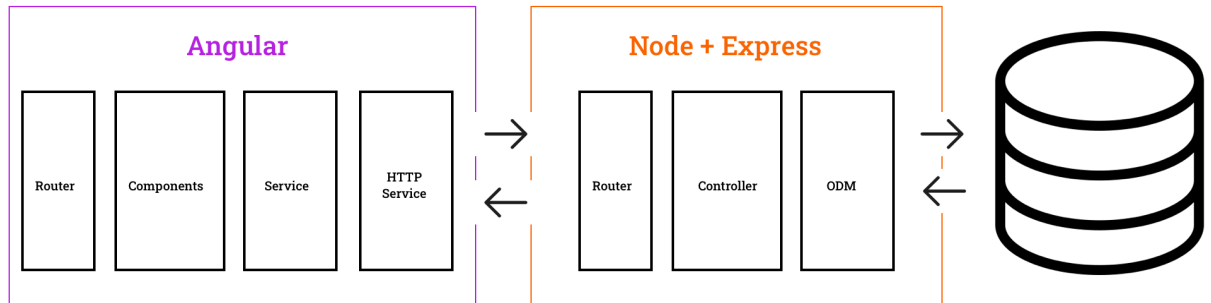 Angular
Node + Express
Router
Components
Service
HTTP
Service
Router
Controller
ODM